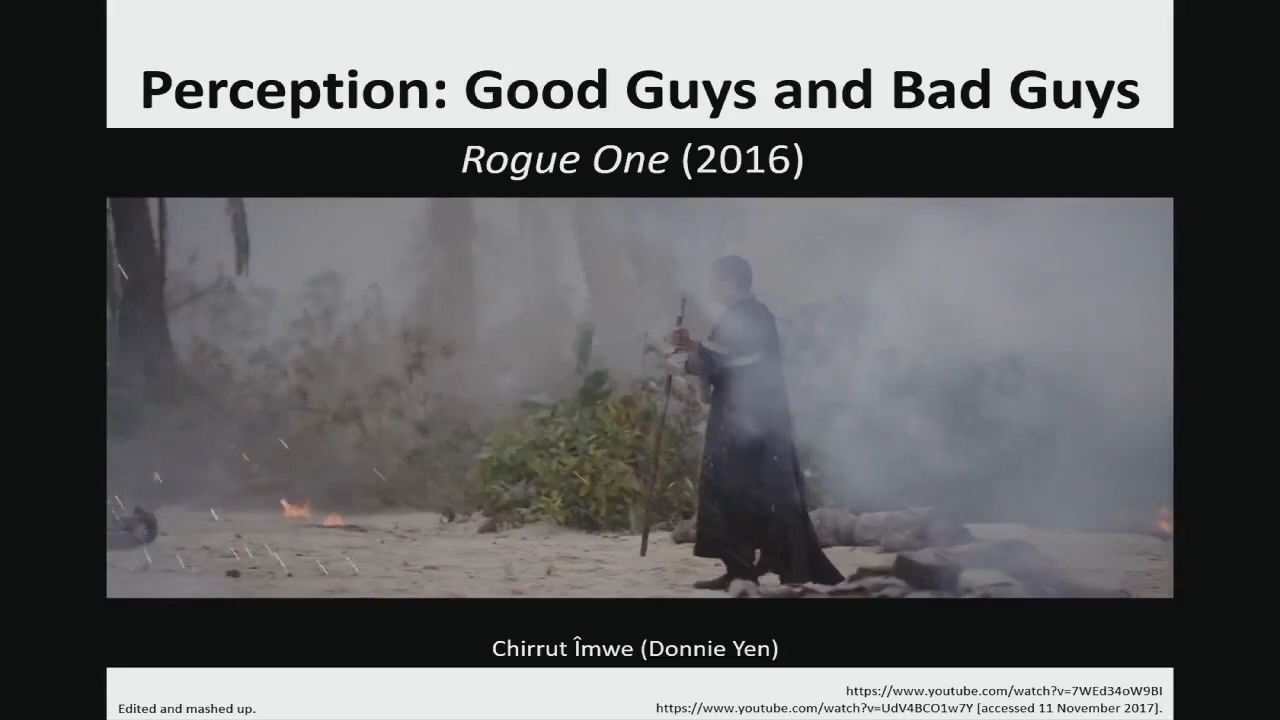 Perception: Good Guys and Bad Guys
Rogue One (2016)
Chirrut Îmwe (Donnie Yen)
https://www.youtube.com/watch?v=7WEd34oW9BI
Edited and mashed up.
https://www.youtube.com/watch?v=UdV4BCO1w7Y [accessed 11 November 2017].